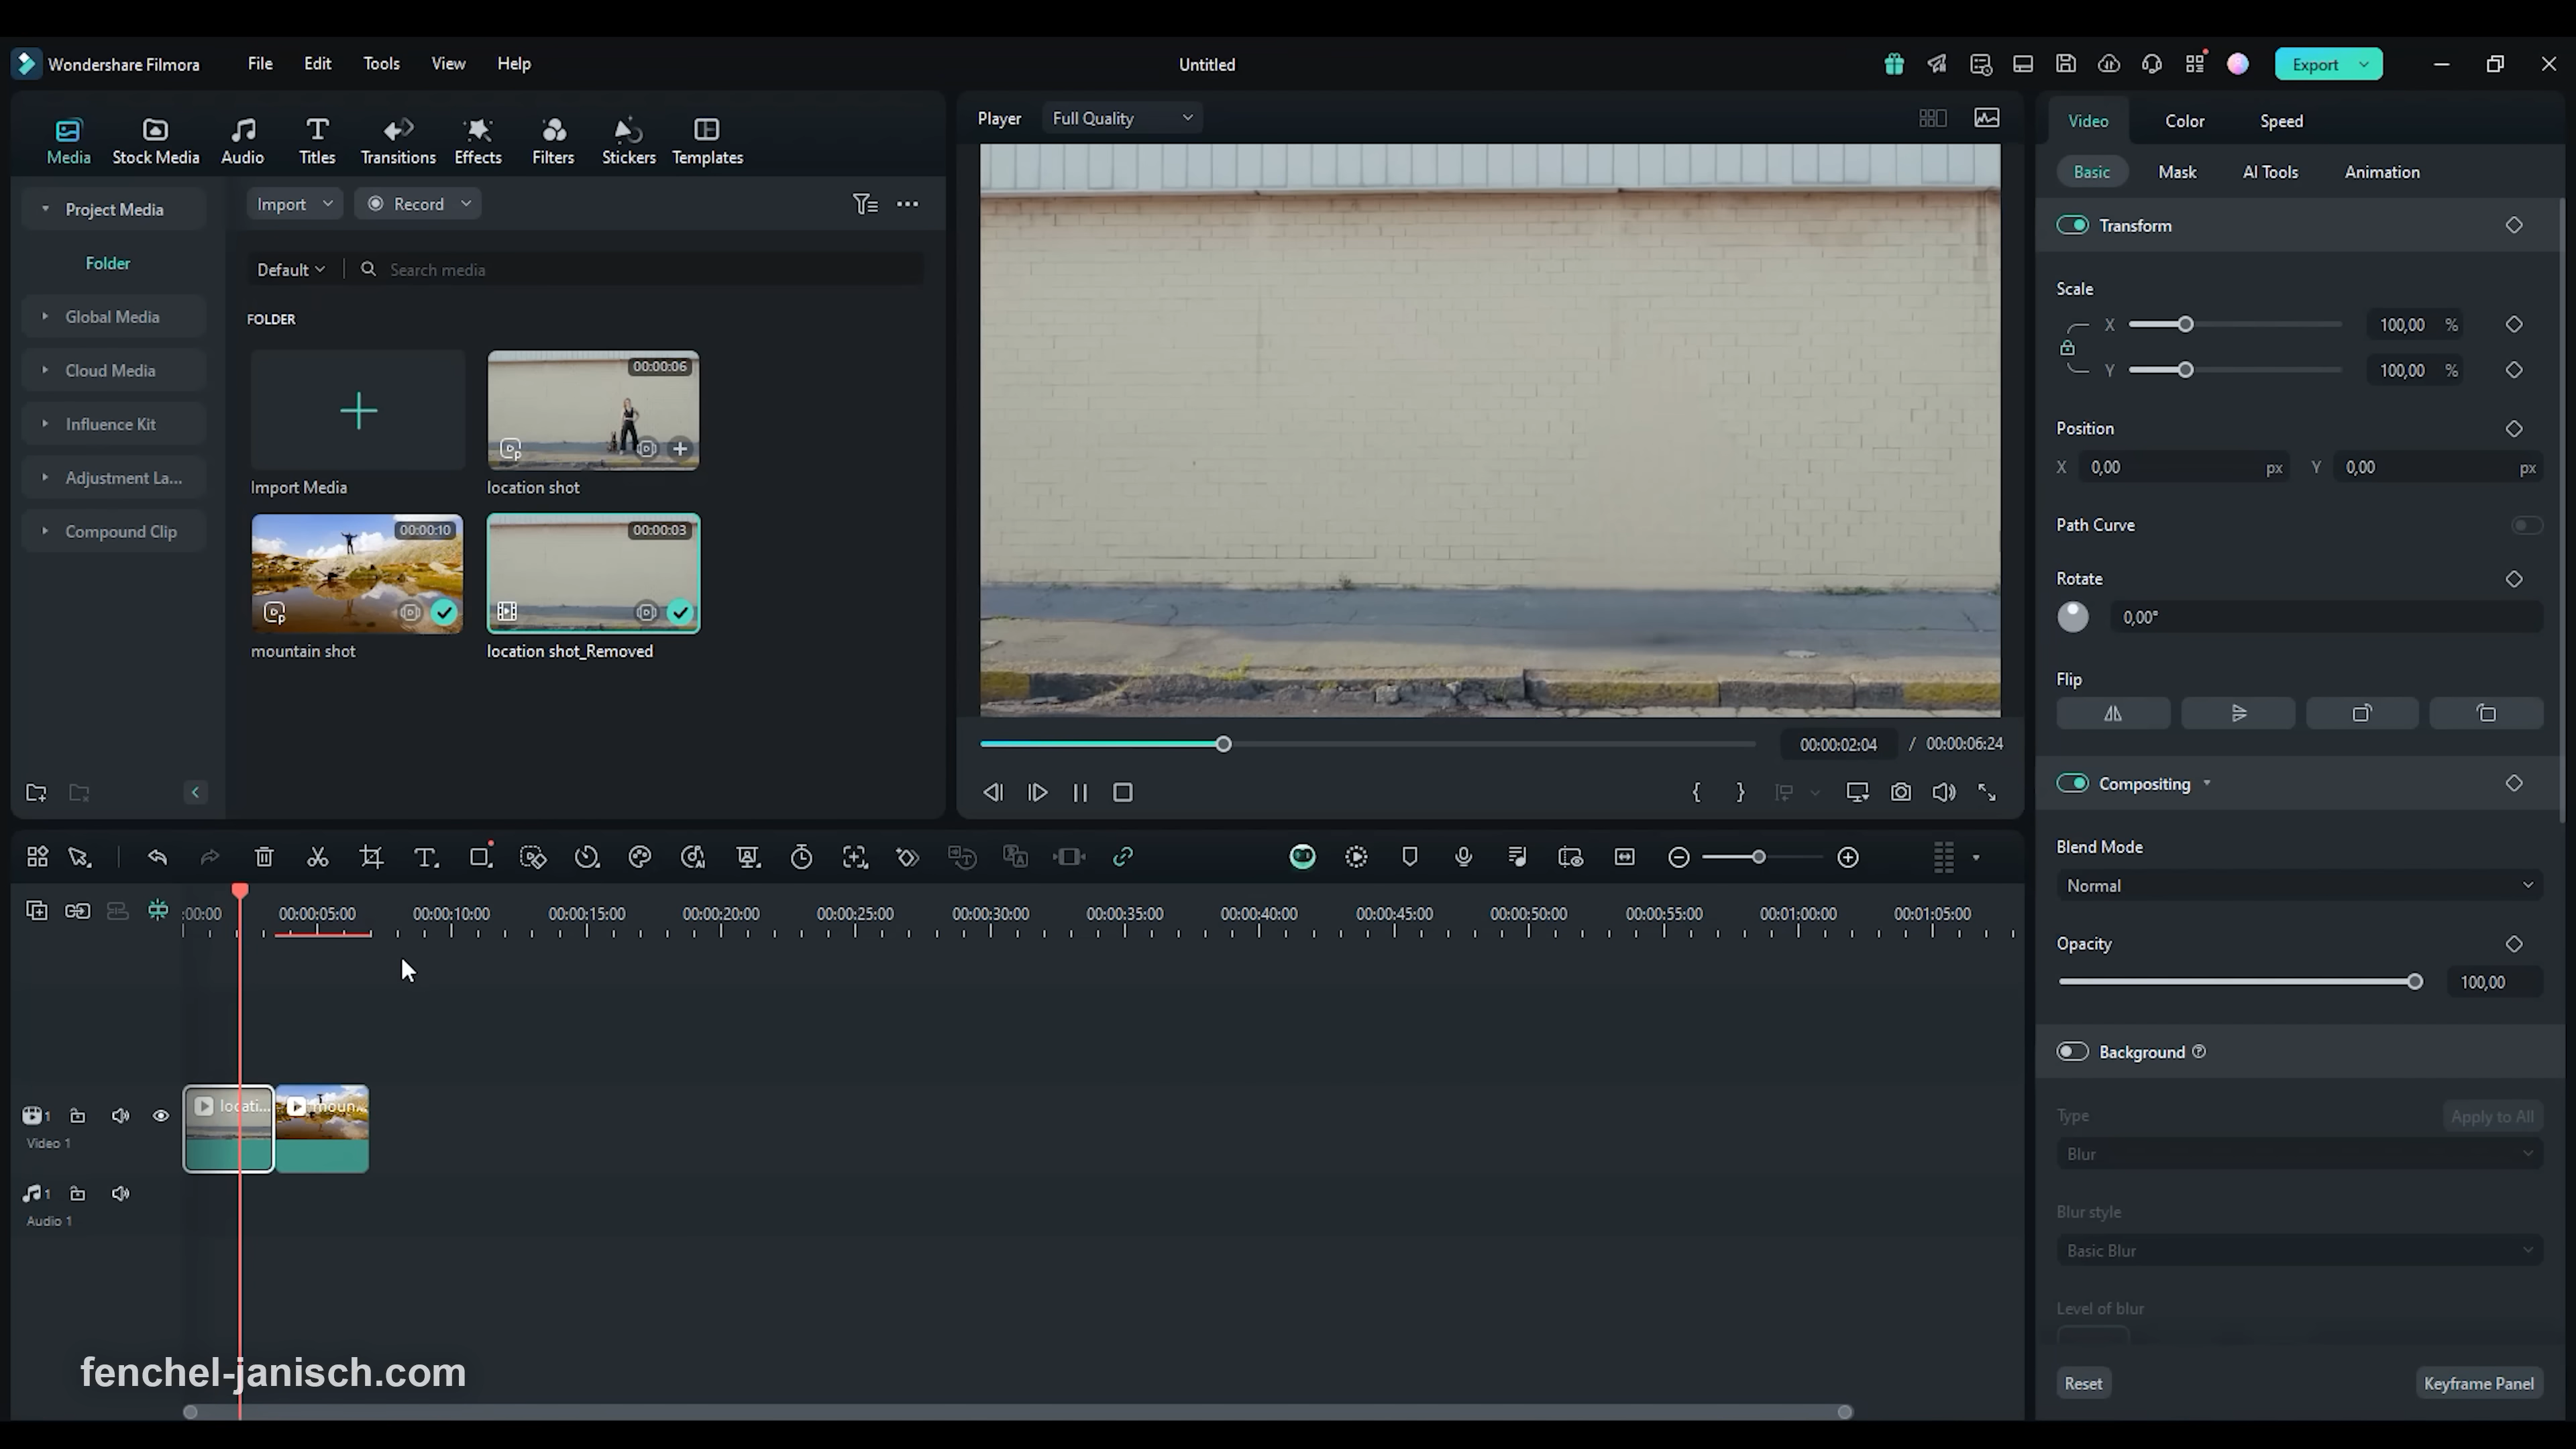 Wondershare Filmora
File Edit Tools View Help
Untitled
Export
Media Stock Media Audio Titles Transitions Effects Filters Stickers Templates
Project Media
Folder
Global Media
Cloud Media
Influence Kit
Adjustment La...
Compound Clip
Import Record
Default Search media
FOLDER
00:00:06
Import Media location shot
00:00:10 00:00:03
mountain shot location shot_Removed
Player Full Quality
00:00:02:04 / 00:00:06:24
{ }
Video Color Speed
Basic Mask AI Tools Animation
Transform
Scale
X 100,00 %
Y 100,00 %
Position
X 0,00 px Y 0,00 px
Path Curve
Rotate
0,00°
Flip
Compositing
Blend Mode
Normal
Opacity
100,00
Background
Type Apply to All
Blur
Blur style
Basic Blur
Level of blur
Reset Keyframe Panel
:00:00 00:00:05:00 00:00:10:00 00:00:15:00 00:00:20:00 00:00:25:00 00:00:30:00 00:00:35:00 00:00:40:00 00:00:45:00 00:00:50:00 00:00:55:00 00:01:00:00 00:01:05:00
locati... moun...
1
Video 1
1
Audio 1
fenchel-janisch.com